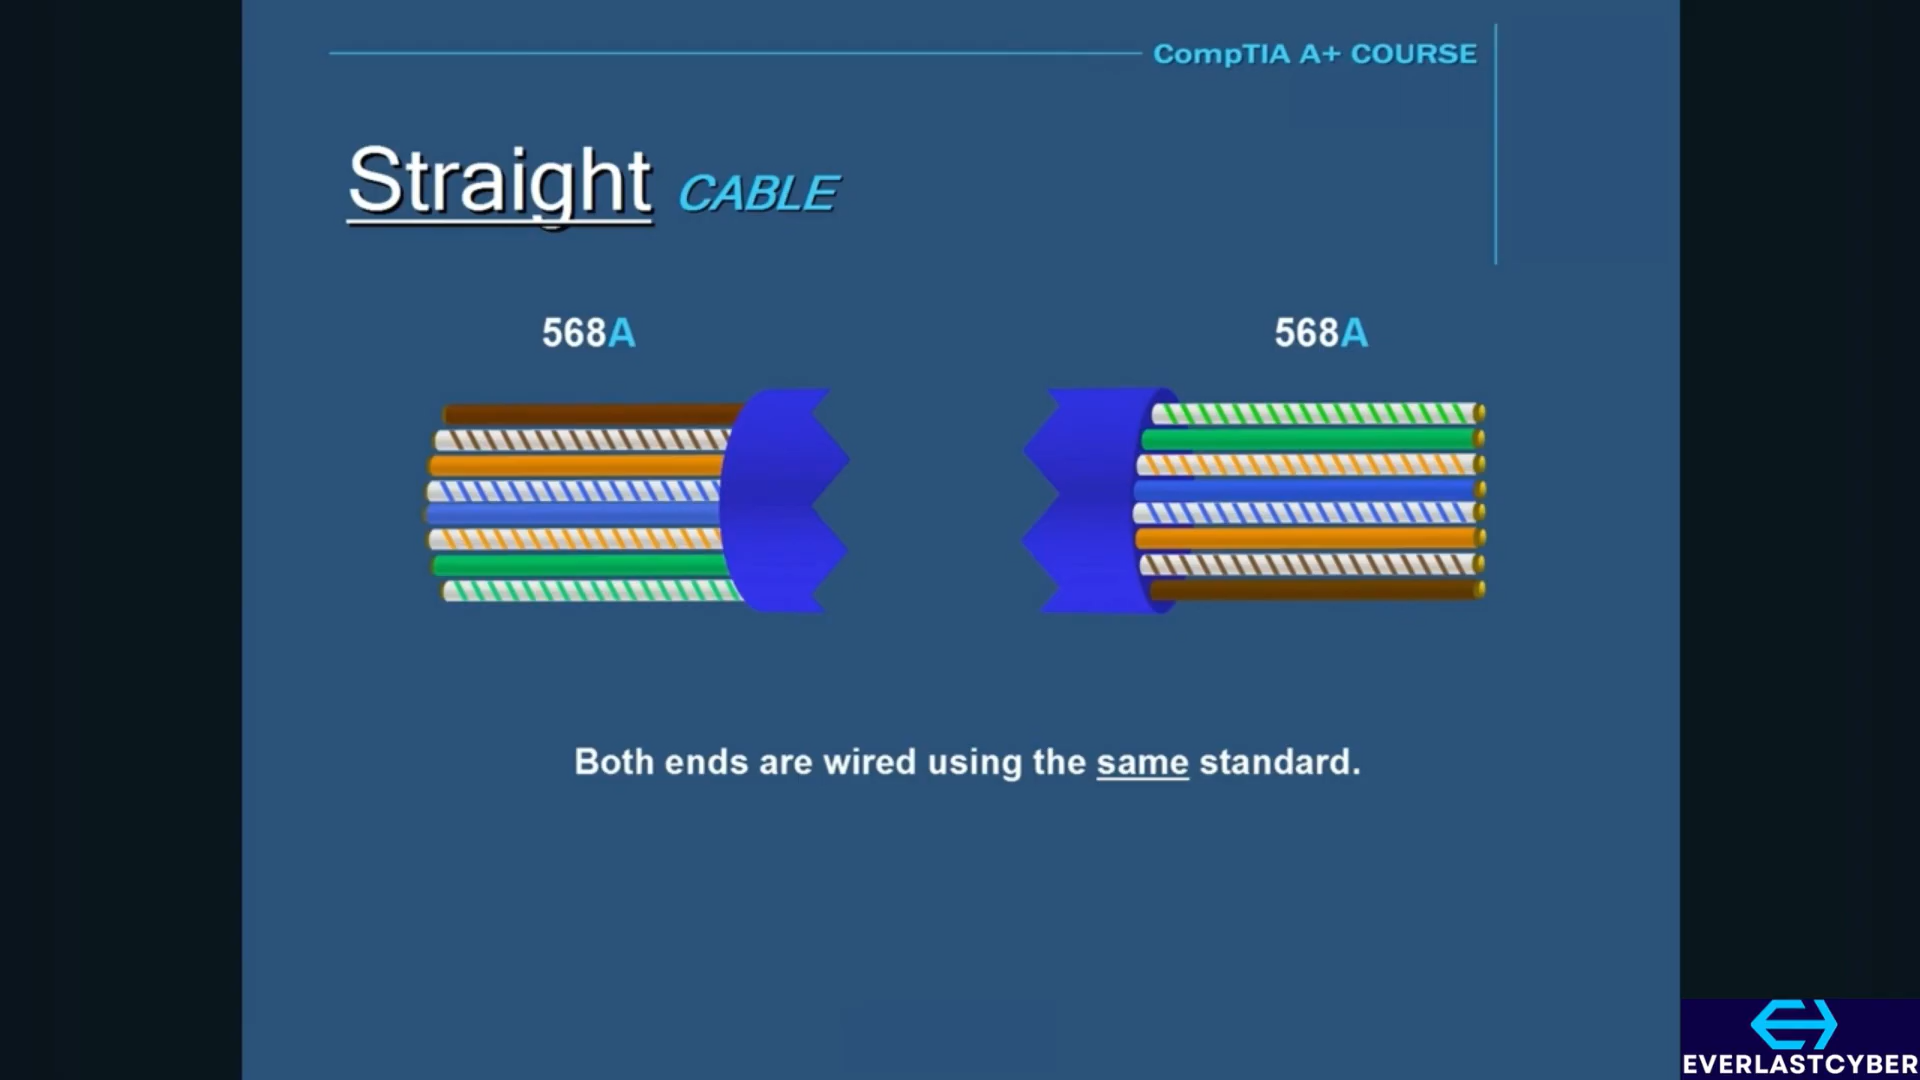 CompTIA A+ COURSE
Straight CABLE
568A
568A
Both ends are wired using the same standard.
EVERLASTCYBER